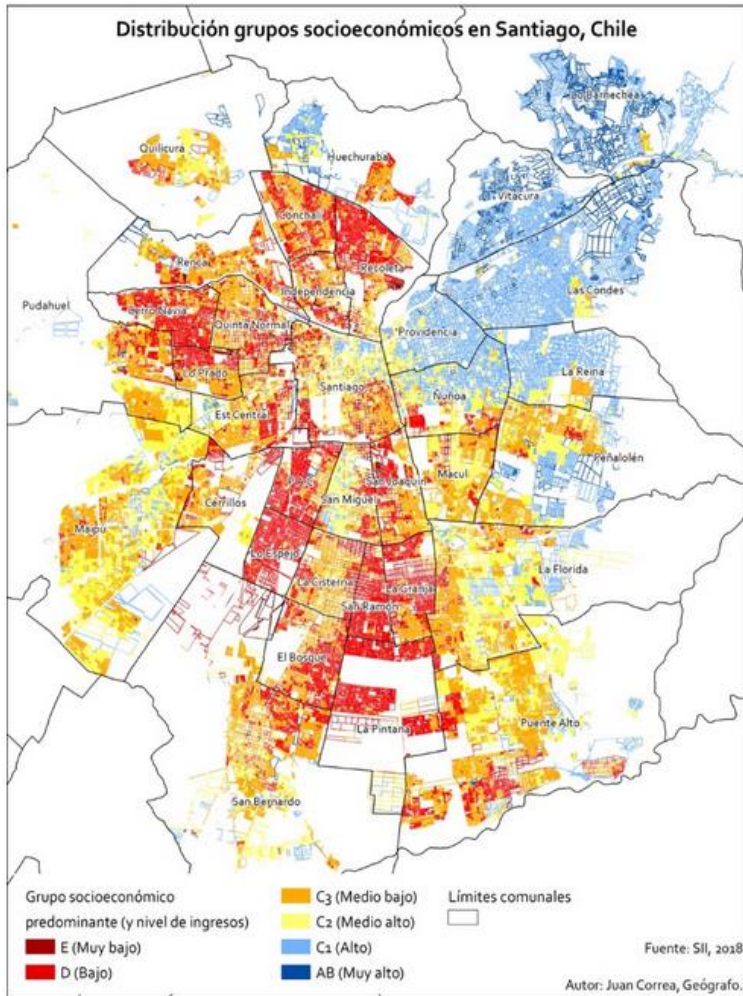 Distribución grupos socioeconómicos en Santiago, Chile
Lo Barnechea
Quilicura
Huechuraba
Vitacura
Conchalí
Renca
Recoleta
Las Condes
Independencia
Pudahuel
Cerro Navia
Quinta Normal
Providencia
Lo Prado
Santiago
La Reina
Ñuñoa
Est Central
Peñalolén
Macul
San Joaquín
San Miguel
Cerrillos
Maipú
Lo Espejo
La Florida
La Cisterna
La Granja
San Ramón
El Bosque
Puente Alto
La Pintana
San Bernardo
Grupo socioeconómico
predominante (y nivel de ingresos)
E (Muy bajo)
D (Bajo)
C3 (Medio bajo)
C2 (Medio alto)
C1 (Alto)
AB (Muy alto)
Límites comunales
Fuente: SII, 2018
Autor: Juan Correa, Geógrafo.